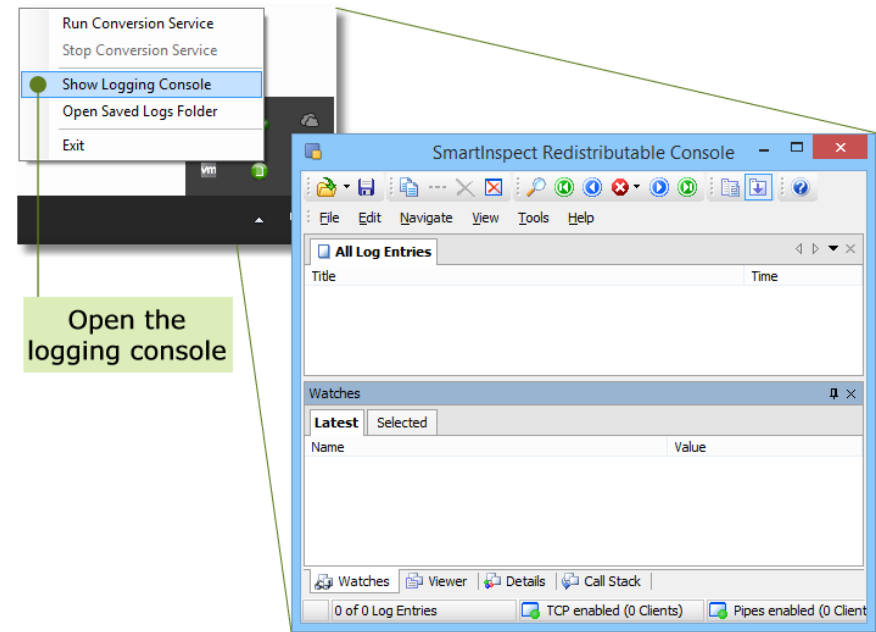 Run Conversion Service
Stop Conversion Service
Show Logging Console
Open Saved Logs Folder
Exit
vm
Open the
logging console
SmartInspect Redistributable Console
File Edit Navigate View Tools Help
All Log Entries
Title Time
Watches
Latest Selected
Name Value
Watches Viewer Details Call Stack
0 of 0 Log Entries TCP enabled (0 Clients) Pipes enabled (0 Client